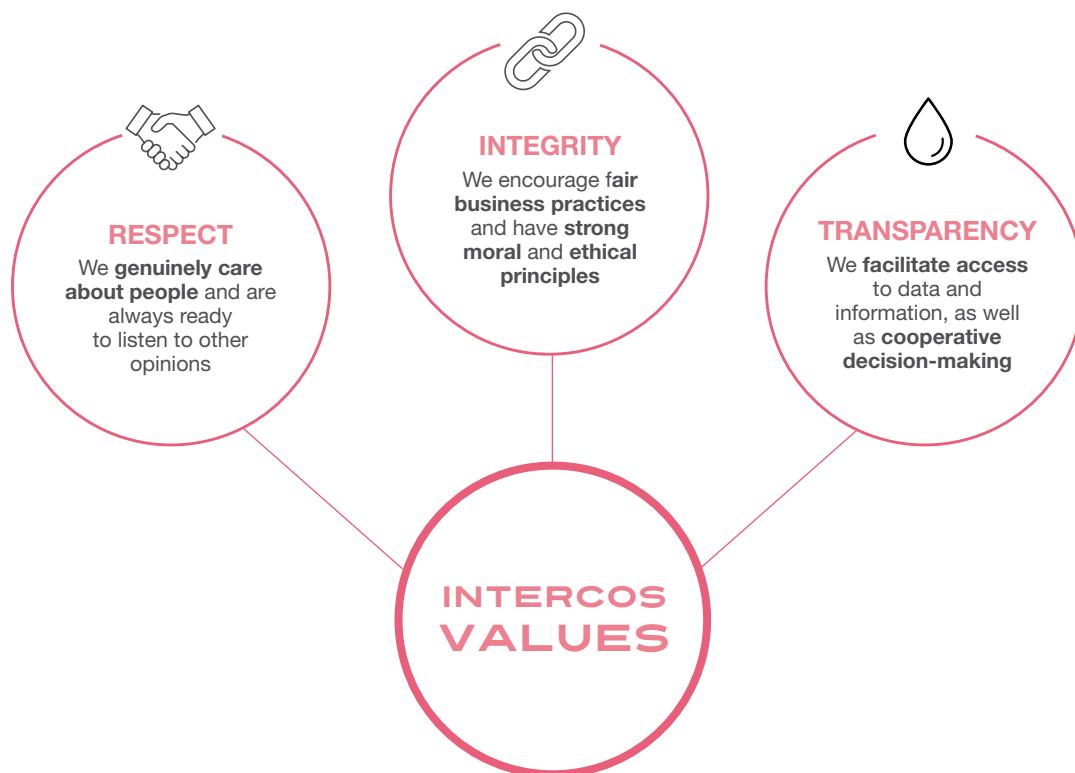 RESPECT
We genuinely care
about people and are
always ready
to listen to other
opinions
INTEGRITY
We encourage fair
business practices
and have strong
moral and ethical
principles
TRANSPARENCY
We facilitate access
to data and
information, as well
as cooperative
decision-making
INTERCOS
VALUES